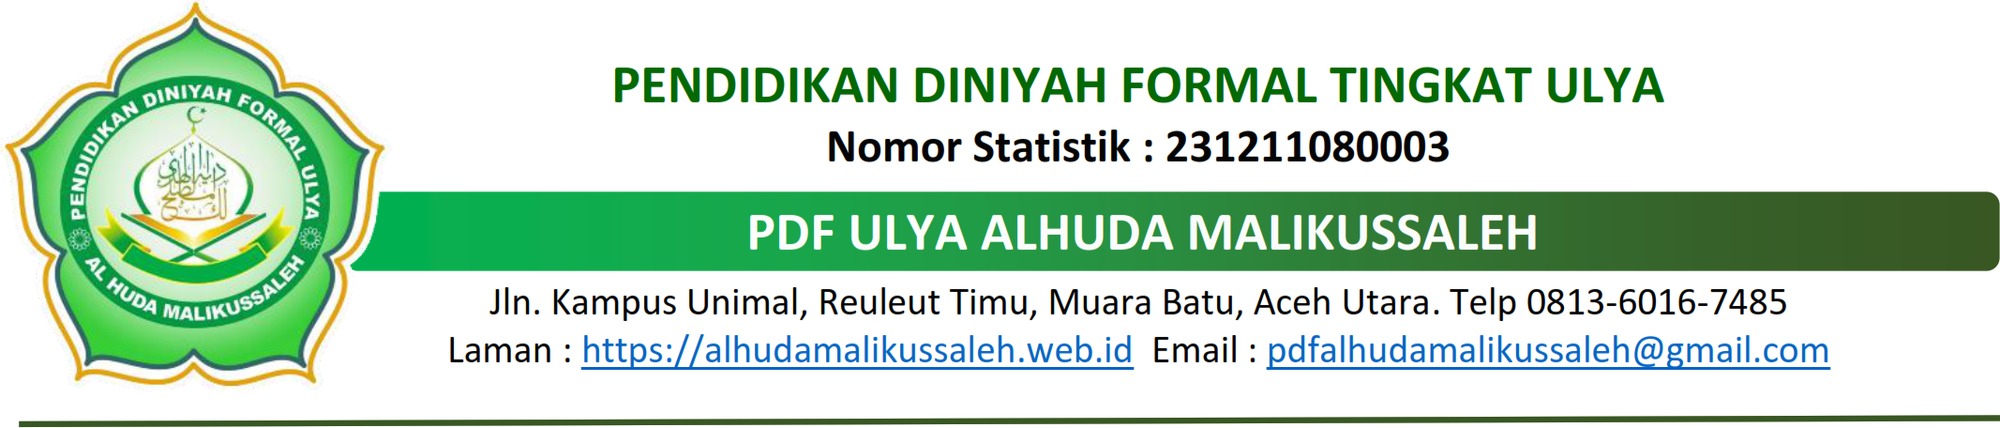 PENDIDIKAN DINIYAH FORMAL ULYA
AL HUDA MALIKUSSALEH
PENDIDIKAN DINIYAH FORMAL TINGKAT ULYA
Nomor Statistik : 231211080003
PDF ULYA ALHUDA MALIKUSSALEH
Jln. Kampus Unimal, Reuleut Timu, Muara Batu, Aceh Utara. Telp 0813-6016-7485
Laman : https://alhudamalikussaleh.web.id Email : pdfalhudamalikussaleh@gmail.com